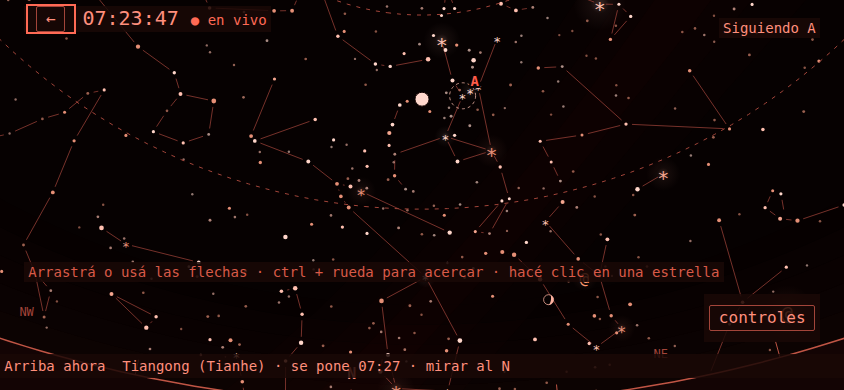 ← 07:23:47 ● en vivo
Siguiendo A
A
Arrastrá o usá las flechas · ctrl + rueda para acercar · hacé clic en una estrella
NW
controles
NE
Arriba ahora Tiangong (Tianhe) · se pone 07:27 · mirar al N
N